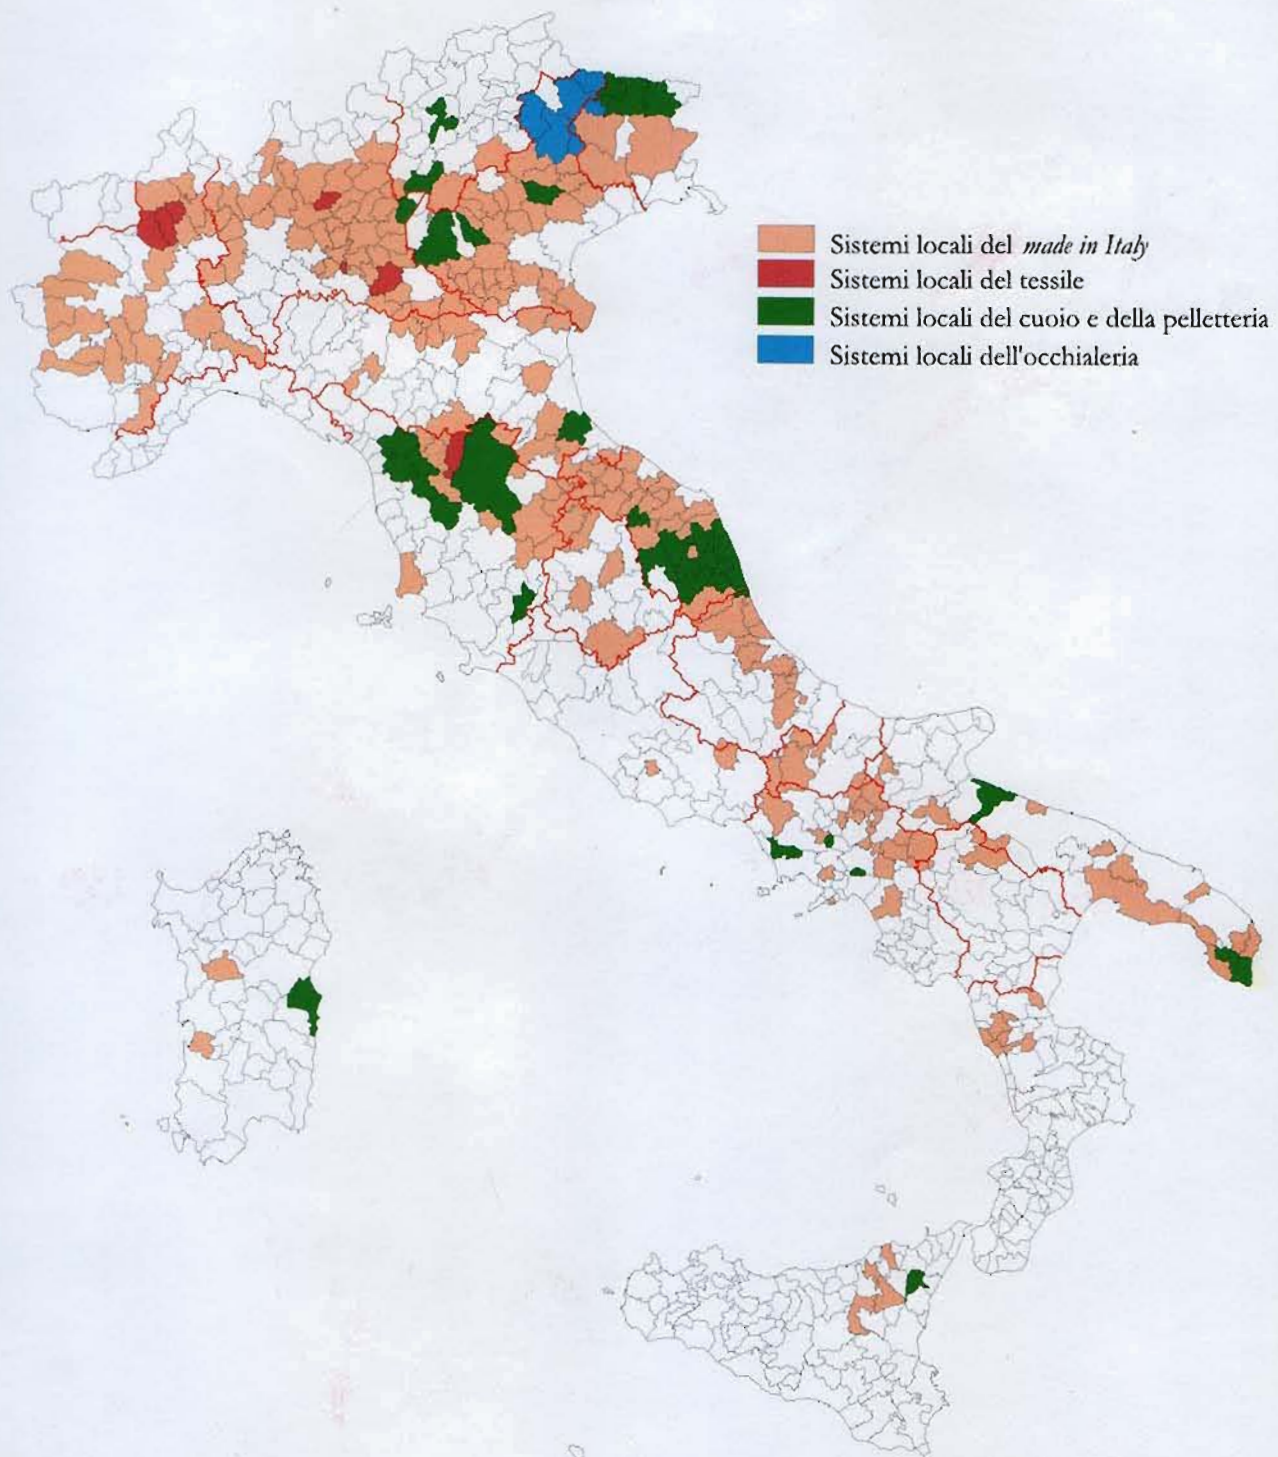 Sistemi locali del made in Italy
Sistemi locali del tessile
Sistemi locali del cuoio e della pelletteria
Sistemi locali dell'occhialeria